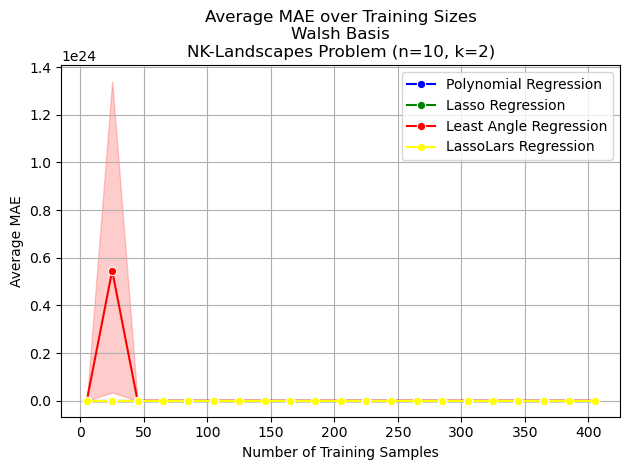 Average MAE over Training Sizes
Walsh Basis
NK-Landscapes Problem (n=10, k=2)
1e24
1.4
1.2
1.0
0.8
0.6
0.4
0.2
0.0
Average MAE
Polynomial Regression
Lasso Regression
Least Angle Regression
LassoLars Regression
0 50 100 150 200 250 300 350 400
Number of Training Samples